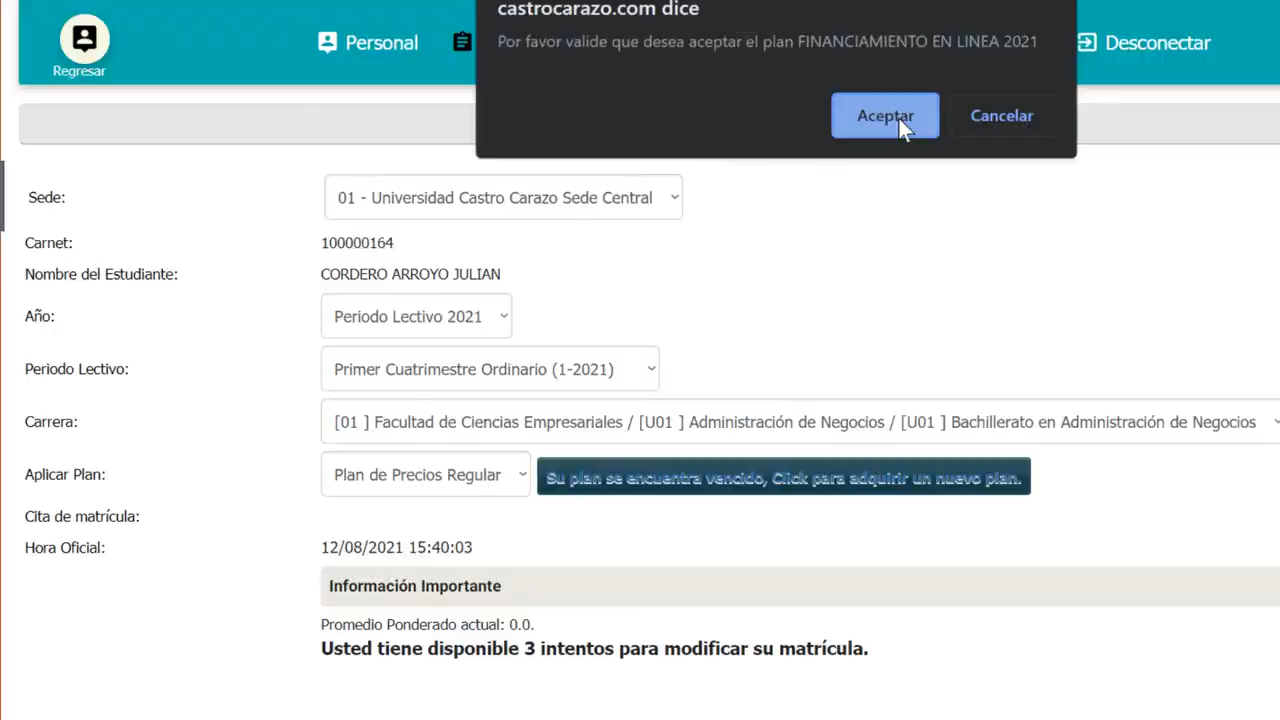 castrocarazo.com dice
Por favor valide que desea aceptar el plan FINANCIAMIENTO EN LINEA 2021
Aceptar Cancelar
Regresar
Personal
Desconectar
Sede: 01 - Universidad Castro Carazo Sede Central
Carnet: 100000164
Nombre del Estudiante: CORDERO ARROYO JULIAN
Año: Periodo Lectivo 2021
Periodo Lectivo: Primer Cuatrimestre Ordinario (1-2021)
Carrera: [01 ] Facultad de Ciencias Empresariales / [U01 ] Administración de Negocios / [U01 ] Bachillerato en Administración de Negocios
Aplicar Plan: Plan de Precios Regular Su plan se encuentra vencido, Click para adquirir un nuevo plan.
Cita de matrícula:
Hora Oficial: 12/08/2021 15:40:03
Información Importante
Promedio Ponderado actual: 0.0.
Usted tiene disponible 3 intentos para modificar su matrícula.